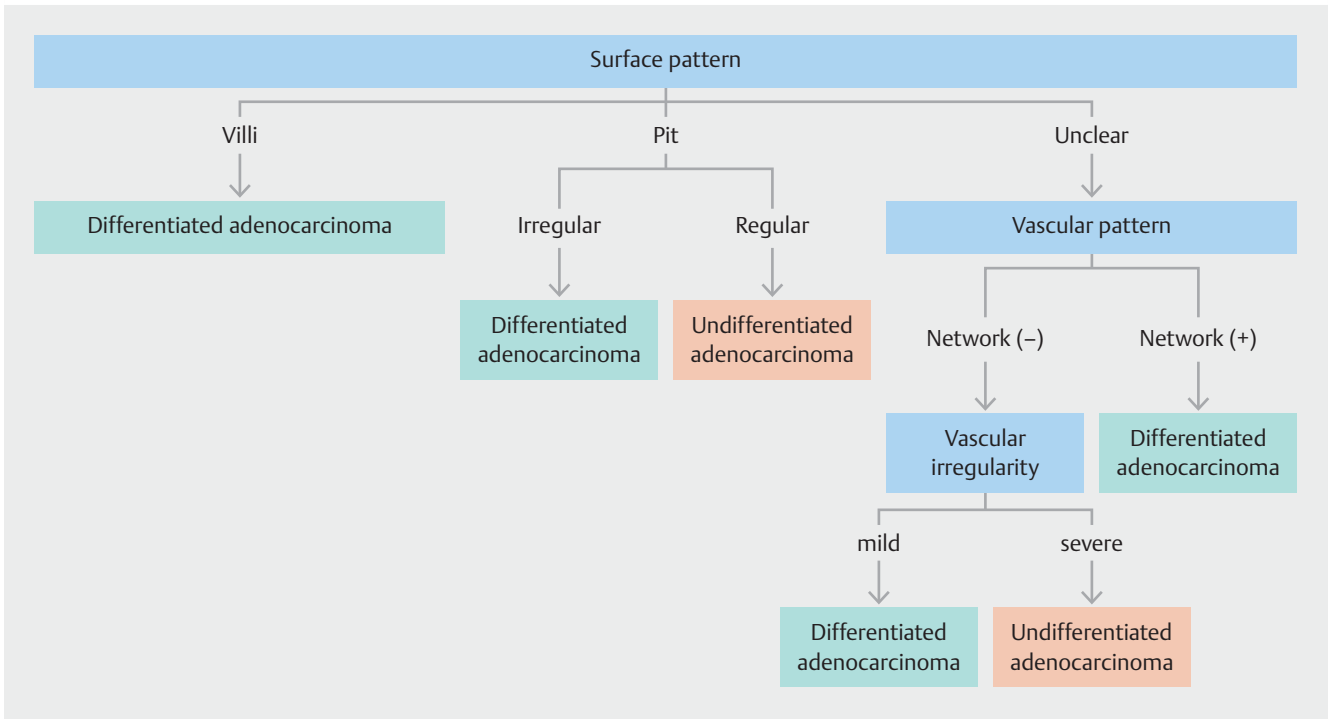 Surface pattern
Villi
Pit
Unclear
Differentiated adenocarcinoma
Irregular
Regular
Vascular pattern
Differentiated
adenocarcinoma
Undifferentiated
adenocarcinoma
Network (–)
Network (+)
Vascular
irregularity
Differentiated
adenocarcinoma
mild
severe
Differentiated
adenocarcinoma
Undifferentiated
adenocarcinoma